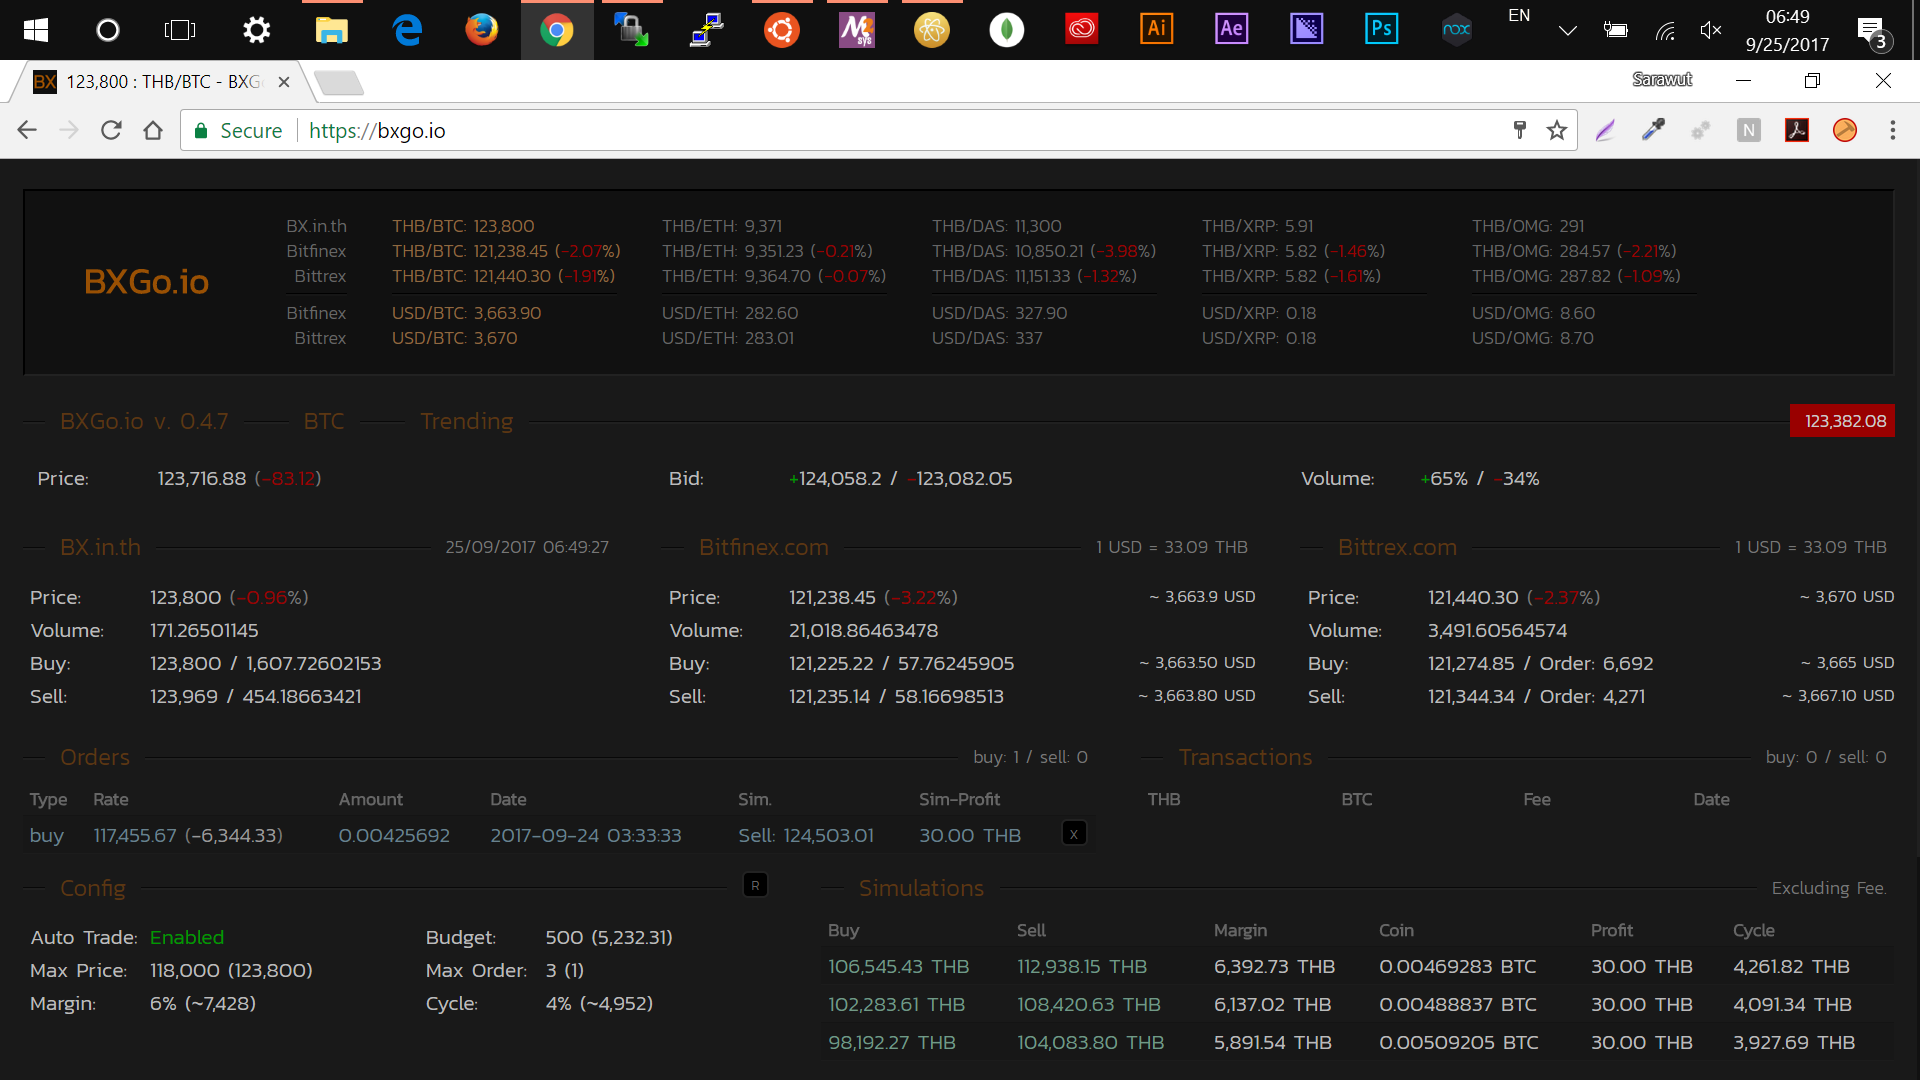 EN
06:49
9/25/2017
3
BX 123,800 : THB/BTC - BXG
Sarawut
Secure https://bxgo.io
BXGo.io
BX.in.th THB/BTC: 123,800 THB/ETH: 9,371 THB/DAS: 11,300 THB/XRP: 5.91 THB/OMG: 291
Bitfinex THB/BTC: 121,238.45 (-2.07%) THB/ETH: 9,351.23 (-0.21%) THB/DAS: 10,850.21 (-3.98%) THB/XRP: 5.82 (-1.46%) THB/OMG: 284.57 (-2.21%)
Bittrex THB/BTC: 121,440.30 (-1.91%) THB/ETH: 9,364.70 (-0.07%) THB/DAS: 11,151.33 (-1.32%) THB/XRP: 5.82 (-1.61%) THB/OMG: 287.82 (-1.09%)
Bitfinex USD/BTC: 3,663.90 USD/ETH: 282.60 USD/DAS: 327.90 USD/XRP: 0.18 USD/OMG: 8.60
Bittrex USD/BTC: 3,670 USD/ETH: 283.01 USD/DAS: 337 USD/XRP: 0.18 USD/OMG: 8.70
BXGo.io v. 0.4.7 BTC Trending 123,382.08
Price: 123,716.88 (-83.12) Bid: +124,058.2 / -123,082.05 Volume: +65% / -34%
BX.in.th 25/09/2017 06:49:27
Price: 123,800 (-0.96%)
Volume: 171.26501145
Buy: 123,800 / 1,607.72602153
Sell: 123,969 / 454.18663421
Bitfinex.com 1 USD = 33.09 THB
Price: 121,238.45 (-3.22%) ~ 3,663.9 USD
Volume: 21,018.86463478
Buy: 121,225.22 / 57.76245905 ~ 3,663.50 USD
Sell: 121,235.14 / 58.16698513 ~ 3,663.80 USD
Bittrex.com 1 USD = 33.09 THB
Price: 121,440.30 (-2.37%) ~ 3,670 USD
Volume: 3,491.60564574
Buy: 121,274.85 / Order: 6,692 ~ 3,665 USD
Sell: 121,344.34 / Order: 4,271 ~ 3,667.10 USD
Orders buy: 1 / sell: 0
Type Rate Amount Date Sim. Sim-Profit
buy 117,455.67 (-6,344.33) 0.00425692 2017-09-24 03:33:33 Sell: 124,503.01 30.00 THB X
Transactions buy: 0 / sell: 0
THB BTC Fee Date
Config R
Auto Trade: Enabled Budget: 500 (5,232.31)
Max Price: 118,000 (123,800) Max Order: 3 (1)
Margin: 6% (~7,428) Cycle: 4% (~4,952)
Simulations Excluding Fee.
Buy Sell Margin Coin Profit Cycle
106,545.43 THB 112,938.15 THB 6,392.73 THB 0.00469283 BTC 30.00 THB 4,261.82 THB
102,283.61 THB 108,420.63 THB 6,137.02 THB 0.00488837 BTC 30.00 THB 4,091.34 THB
98,192.27 THB 104,083.80 THB 5,891.54 THB 0.00509205 BTC 30.00 THB 3,927.69 THB